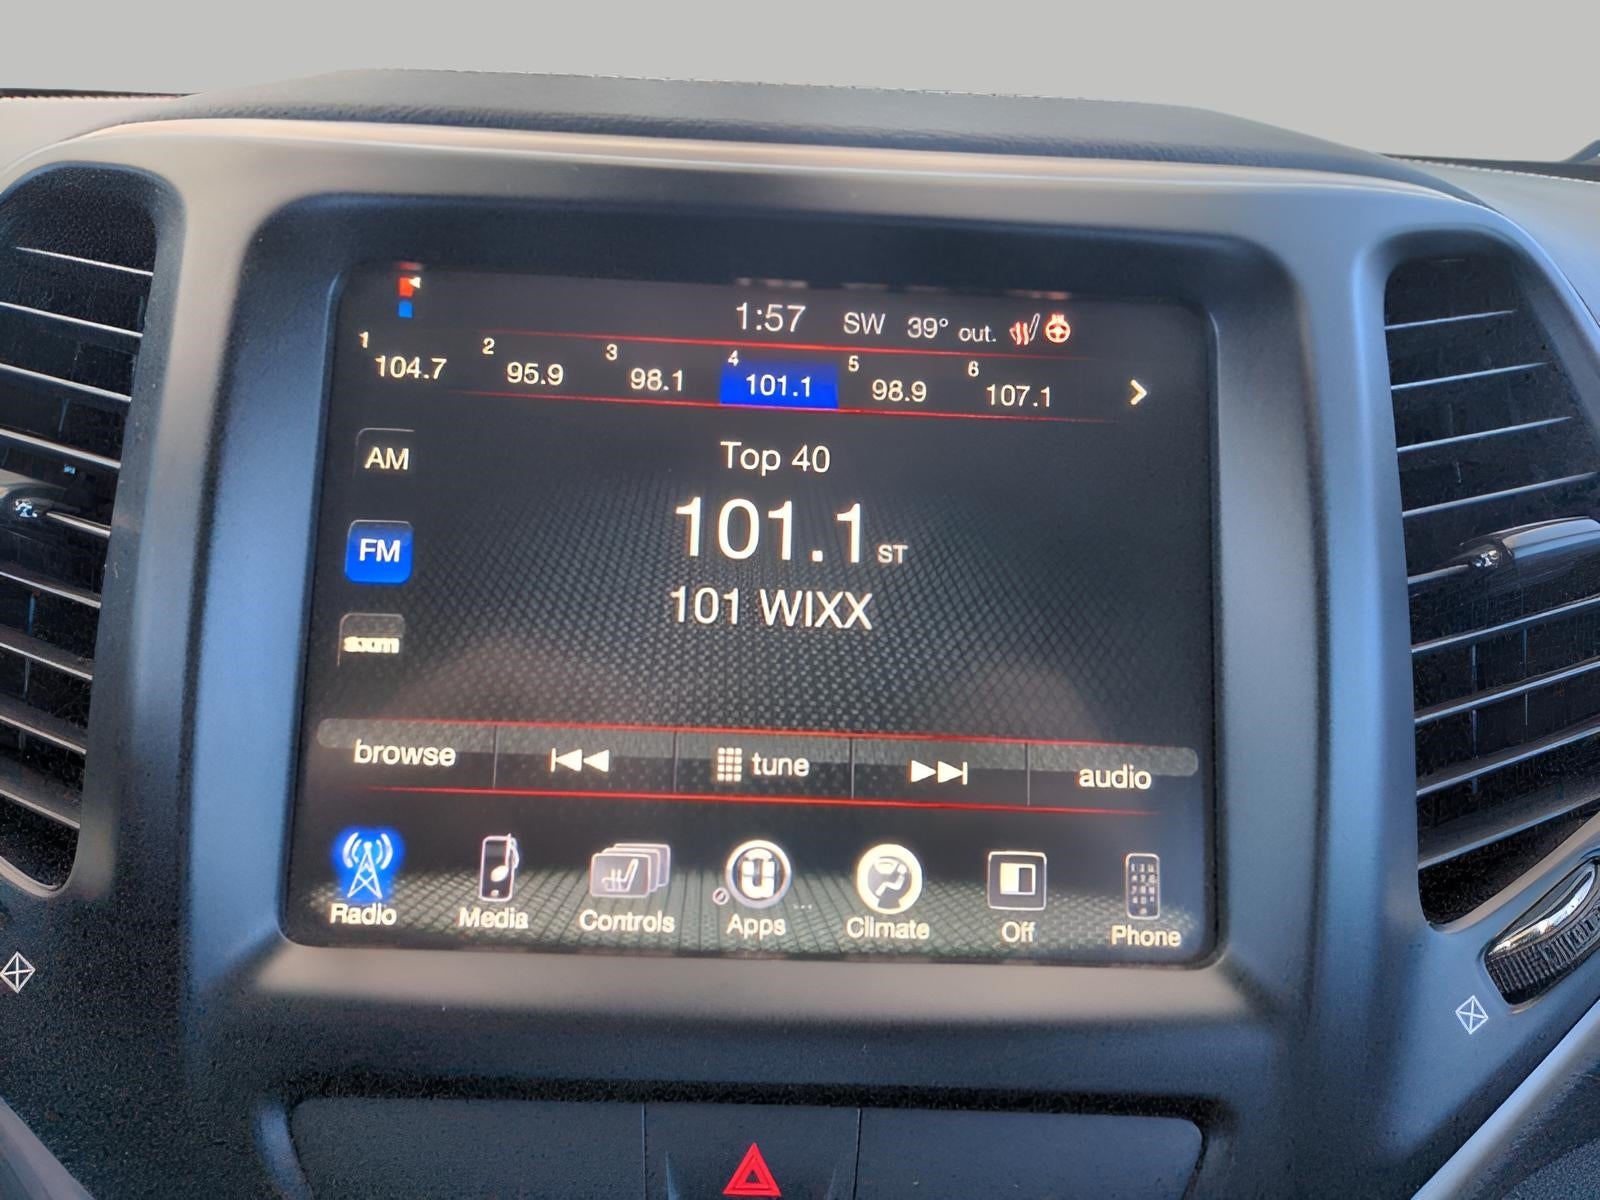 1:57 SW 39° out.
1 104.7 2 95.9 3 98.1 4 101.1 5 98.9 6 107.1
AM
Top 40
101.1 ST
FM
101 WIXX
sxm
browse tune audio
Radio Media Controls Apps Climate Off Phone